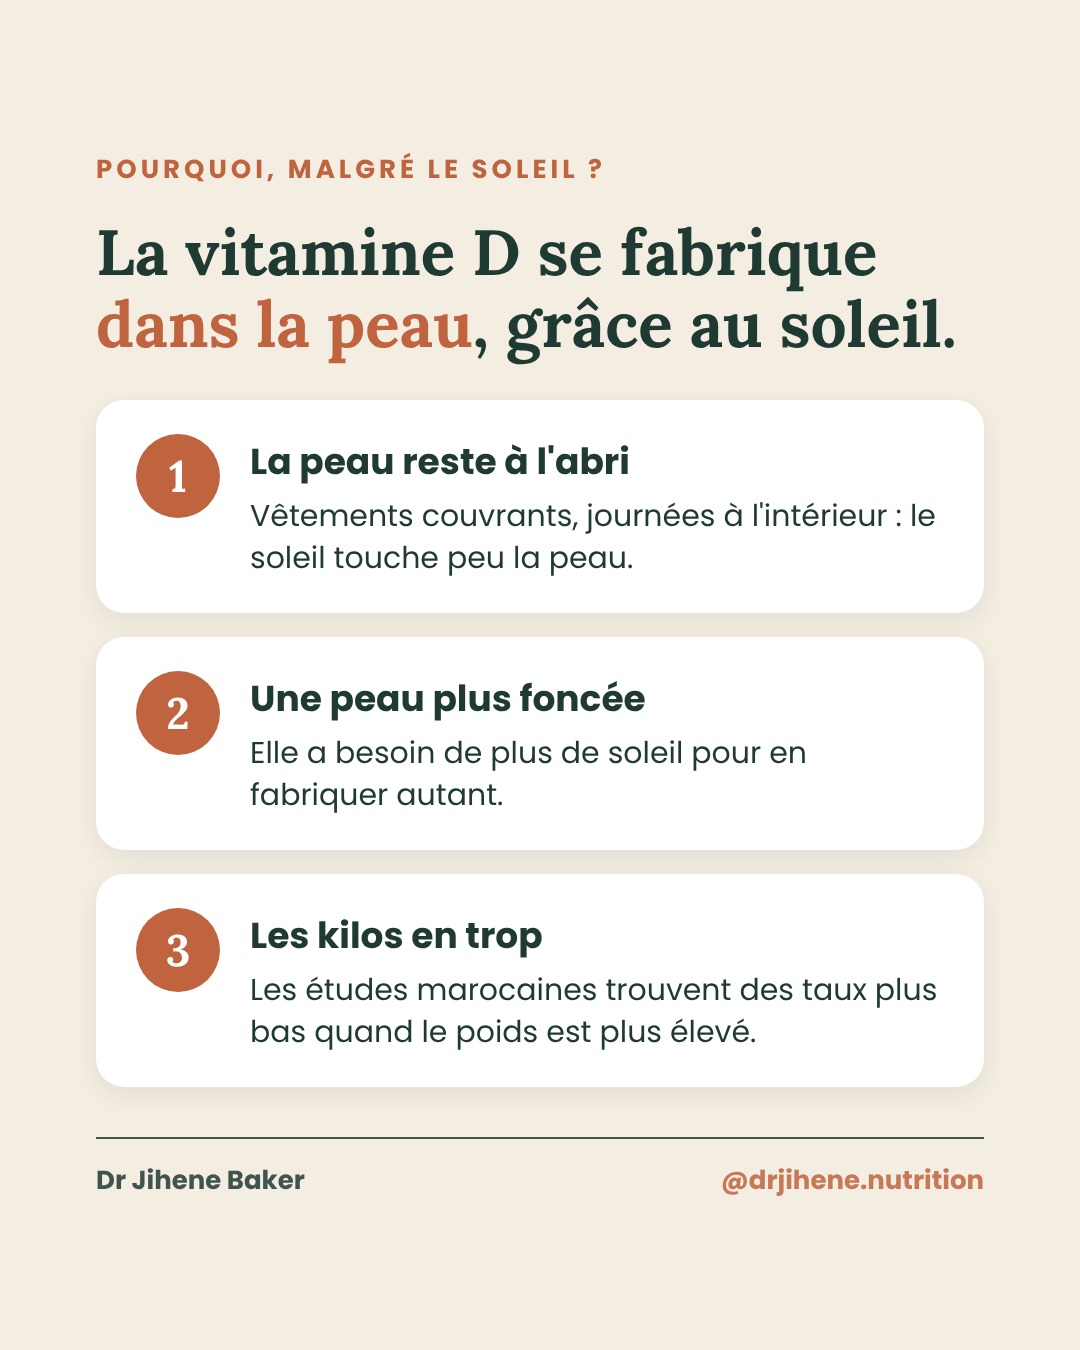 POURQUOI, MALGRÉ LE SOLEIL ?
La vitamine D se fabrique
dans la peau, grâce au soleil.
1
La peau reste à l'abri
Vêtements couvrants, journées à l'intérieur : le
soleil touche peu la peau.
2
Une peau plus foncée
Elle a besoin de plus de soleil pour en
fabriquer autant.
3
Les kilos en trop
Les études marocaines trouvent des taux plus
bas quand le poids est plus élevé.
Dr Jihene Baker
@drjihene.nutrition